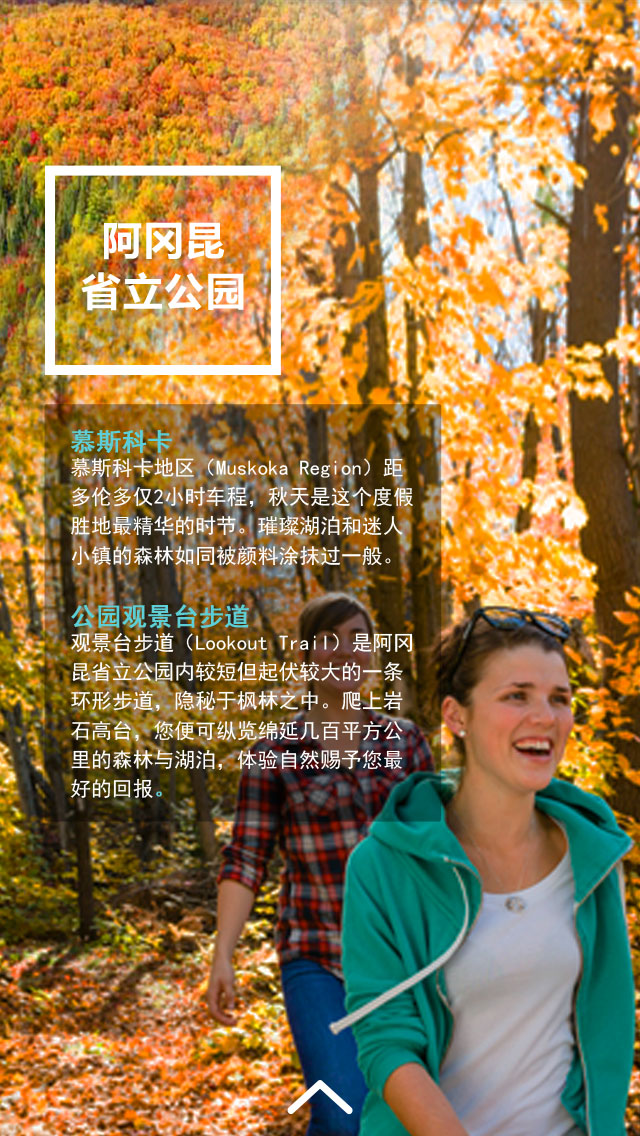 阿冈昆
省立公园
慕斯科卡
慕斯科卡地区（Muskoka Region）距
多伦多仅2小时车程，秋天是这个度假
胜地最精华的时节。璀璨湖泊和迷人
小镇的森林如同被颜料涂抹过一般。
公园观景台步道
观景台步道（Lookout Trail）是阿冈
昆省立公园内较短但起伏较大的一条
环形步道，隐秘于枫林之中。爬上岩
石高台，您便可纵览绵延几百平方公
里的森林与湖泊，体验自然赐予您最
好的回报。